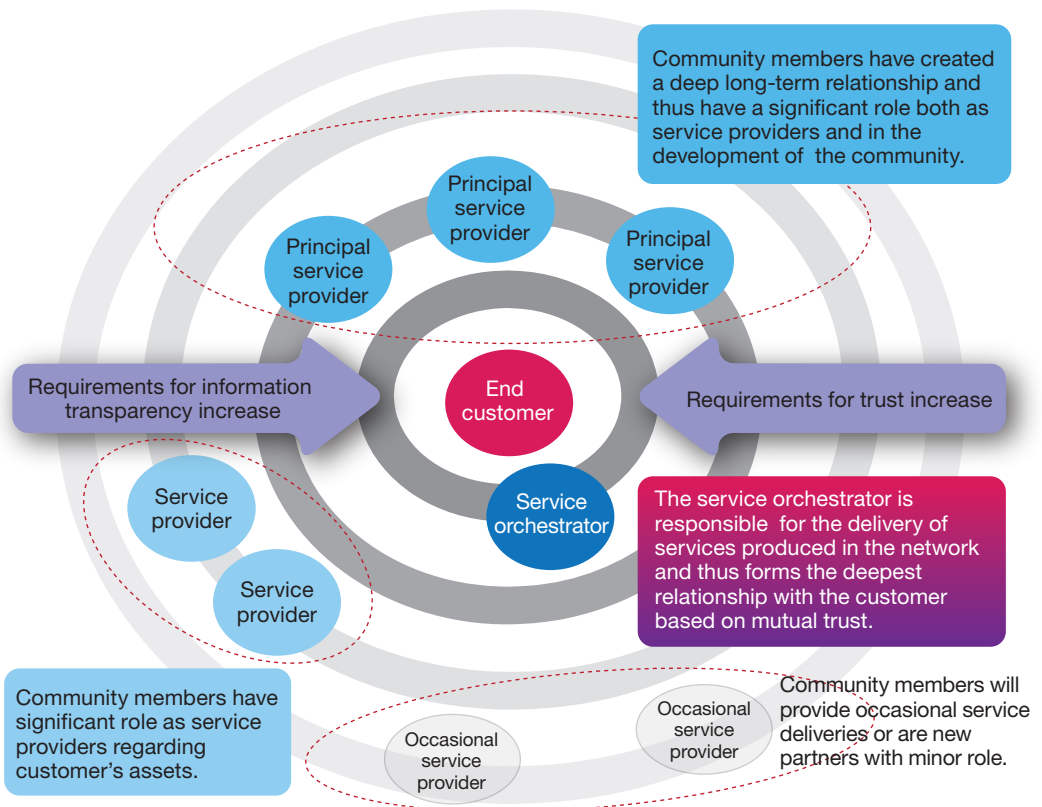 Community members have created
a deep long-term relationship and
thus have a significant role both as
service providers and in the
development of the community.
Principal
service
provider
Principal
service
provider
Principal
service
provider
Requirements for information
transparency increase
End
customer
Requirements for trust increase
Service
provider
Service
orchestrator
The service orchestrator is
responsible for the delivery of
services produced in the network
and thus forms the deepest
relationship with the customer
based on mutual trust.
Service
provider
Community members have
significant role as service
providers regarding
customer's assets.
Occasional
service
provider
Occasional
service
provider
Community members will
provide occasional service
deliveries or are new
partners with minor role.